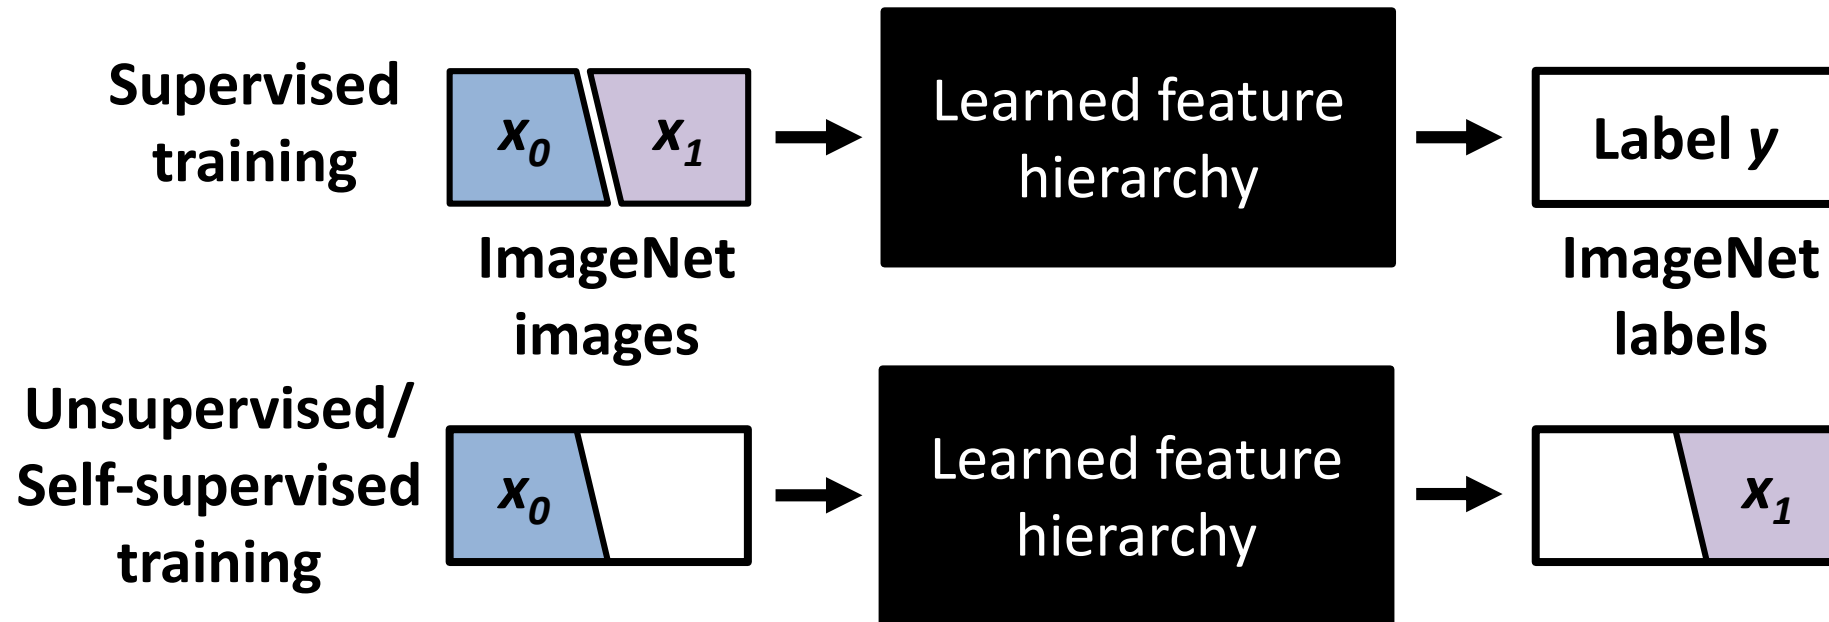 Supervised
training
x0
x1
Learned feature
hierarchy
Label y
ImageNet
images
ImageNet
labels
Unsupervised/
Self-supervised
training
x0
Learned feature
hierarchy
x1